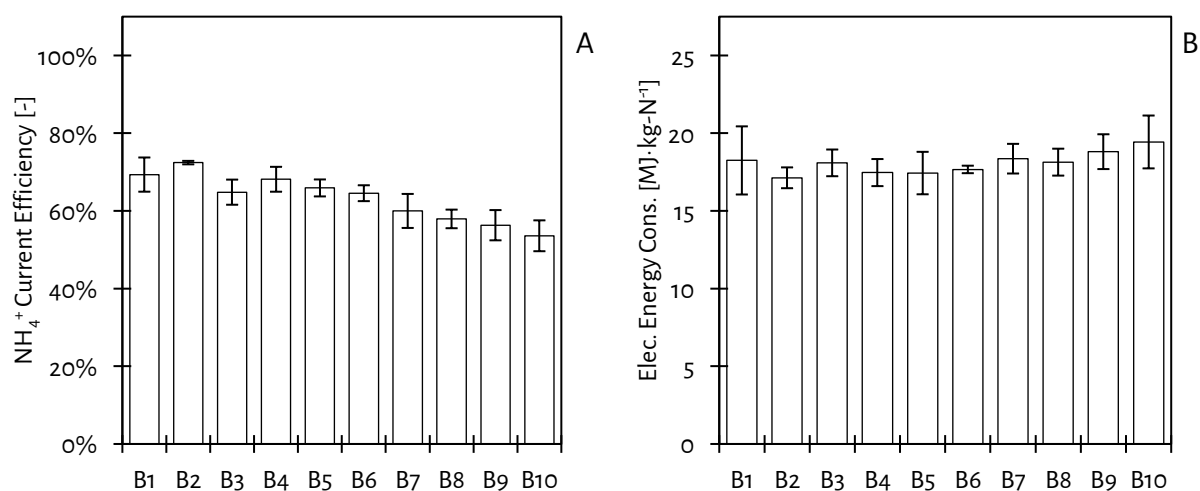 A
NH₄⁺ Current Efficiency [-]
100%
80%
60%
40%
20%
0%
B1 B2 B3 B4 B5 B6 B7 B8 B9 B10
B
Elec. Energy Cons. [MJ·kg-N⁻¹]
25
20
15
10
5
0
B1 B2 B3 B4 B5 B6 B7 B8 B9 B10